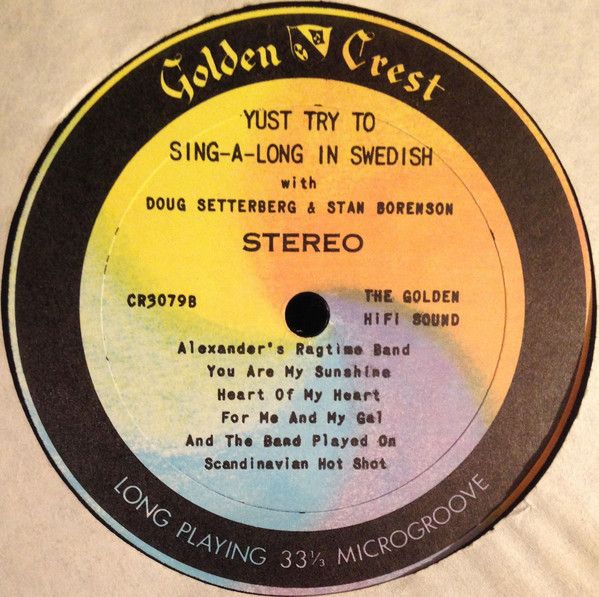 Golden Crest
YUST TRY TO
SING-A-LONG IN SWEDISH
with
DOUG SETTERBERG & STAN BORENSON
STEREO
CR3079B
THE GOLDEN
HiFi SOUND
Alexander's Ragtime Band
You Are My Sunshine
Heart Of My Heart
For Me And My Gal
And The Band Played On
Scandinavian Hot Shot
LONG PLAYING 33⅓ MICROGROOVE